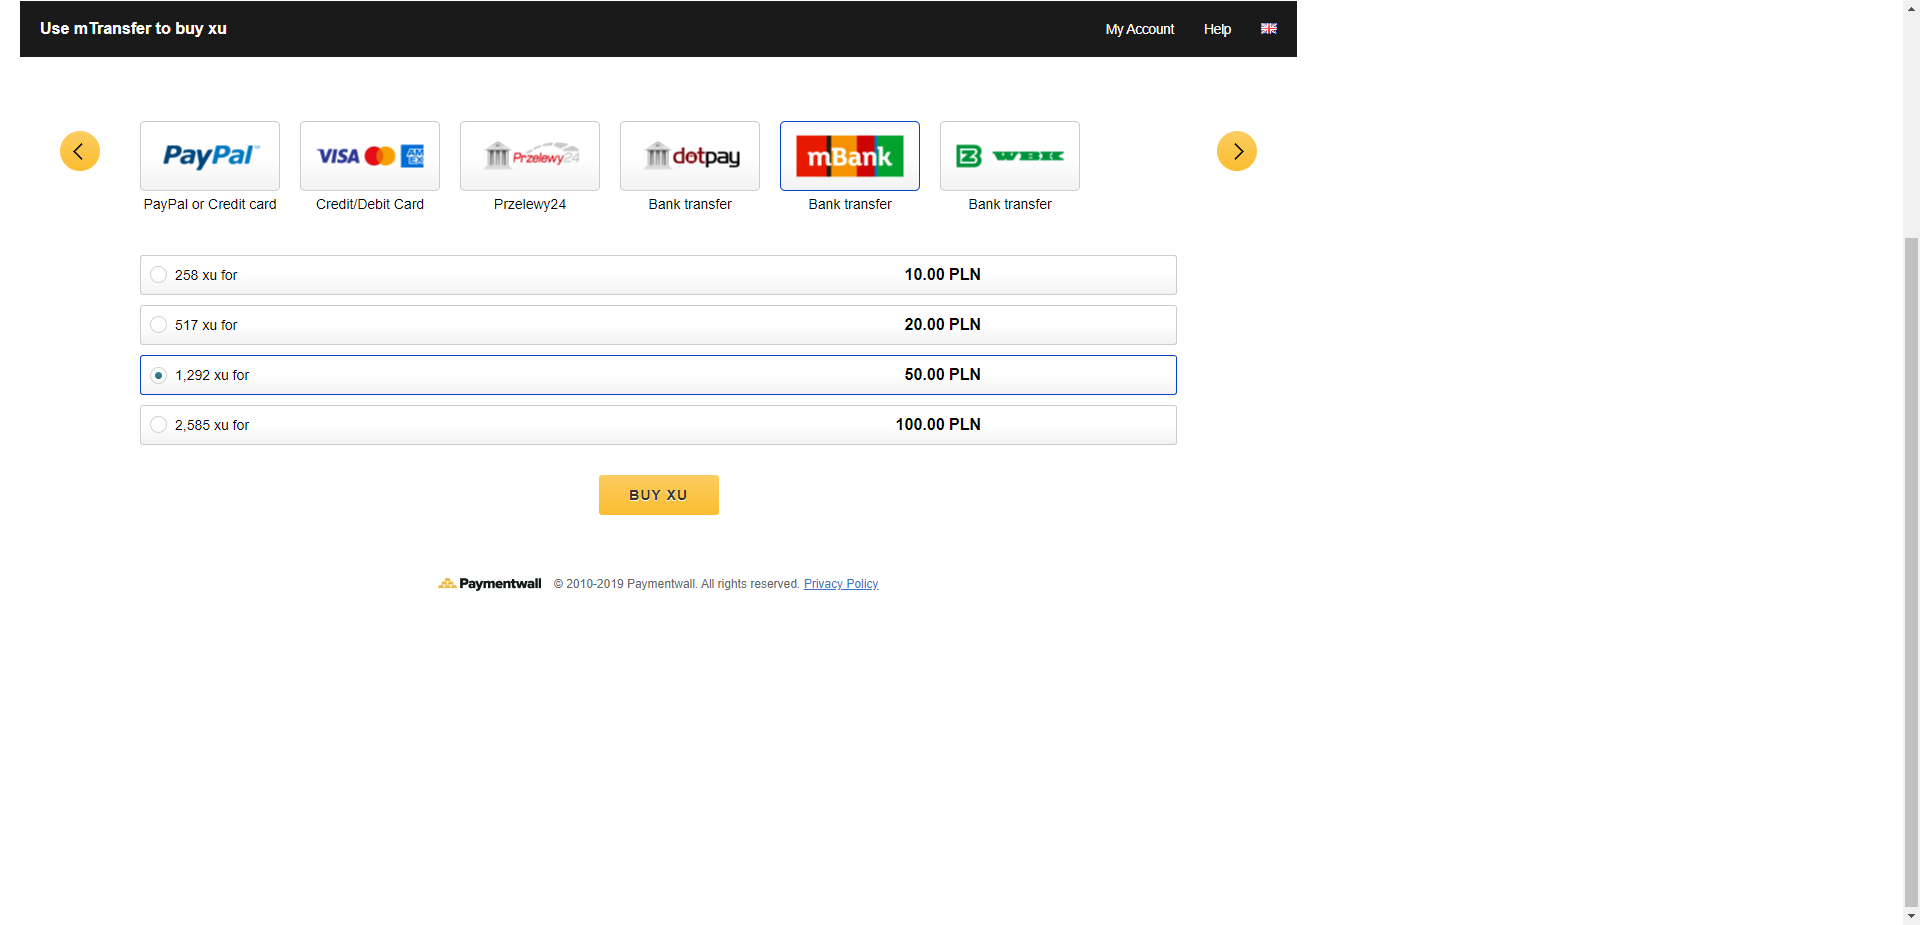 Use mTransfer to buy xu
My Account Help
PayPal™ VISA AM EX Przelewy24 dotpay mBank WBK
PayPal or Credit card Credit/Debit Card Przelewy24 Bank transfer Bank transfer Bank transfer
258 xu for 10.00 PLN
517 xu for 20.00 PLN
1,292 xu for 50.00 PLN
2,585 xu for 100.00 PLN
BUY XU
Paymentwall © 2010-2019 Paymentwall. All rights reserved. Privacy Policy